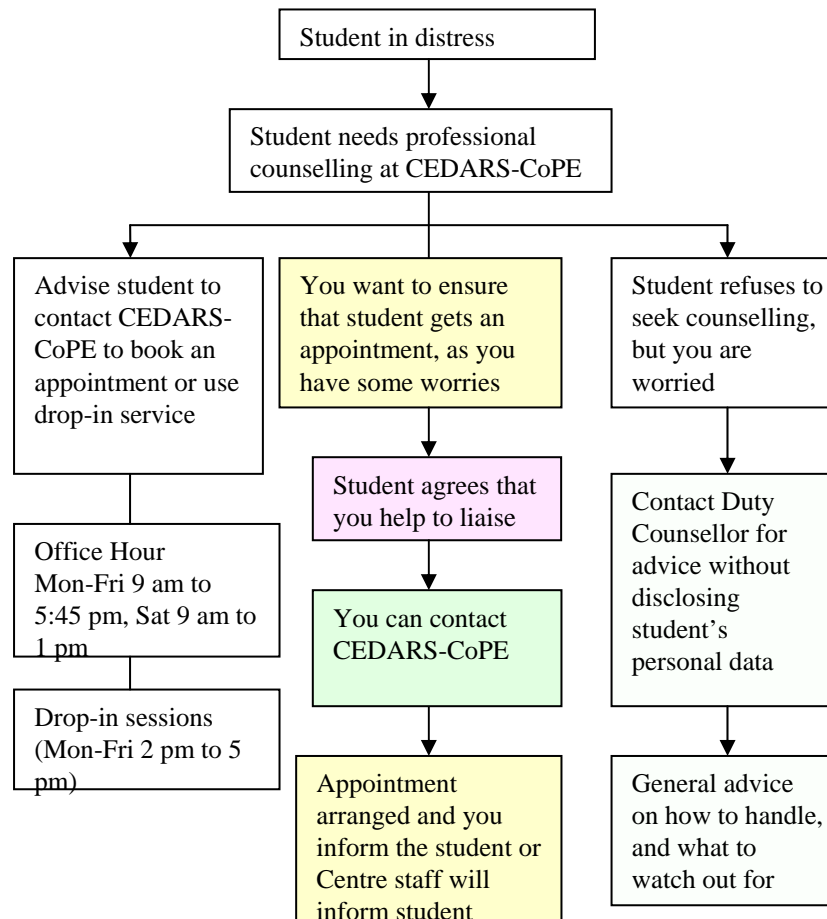 Student in distress
Student needs professional
counselling at CEDARS-CoPE
Advise student to
contact CEDARS-
CoPE to book an
appointment or use
drop-in service
Office Hour
Mon-Fri 9 am to
5:45 pm, Sat 9 am to
1 pm
Drop-in sessions
(Mon-Fri 2 pm to 5
pm)
You want to ensure
that student gets an
appointment, as you
have some worries
Student agrees that
you help to liaise
You can contact
CEDARS-CoPE
Appointment
arranged and you
inform the student or
Centre staff will
inform student
Student refuses to
seek counselling,
but you are
worried
Contact Duty
Counsellor for
advice without
disclosing
student's
personal data
General advice
on how to handle,
and what to
watch out for